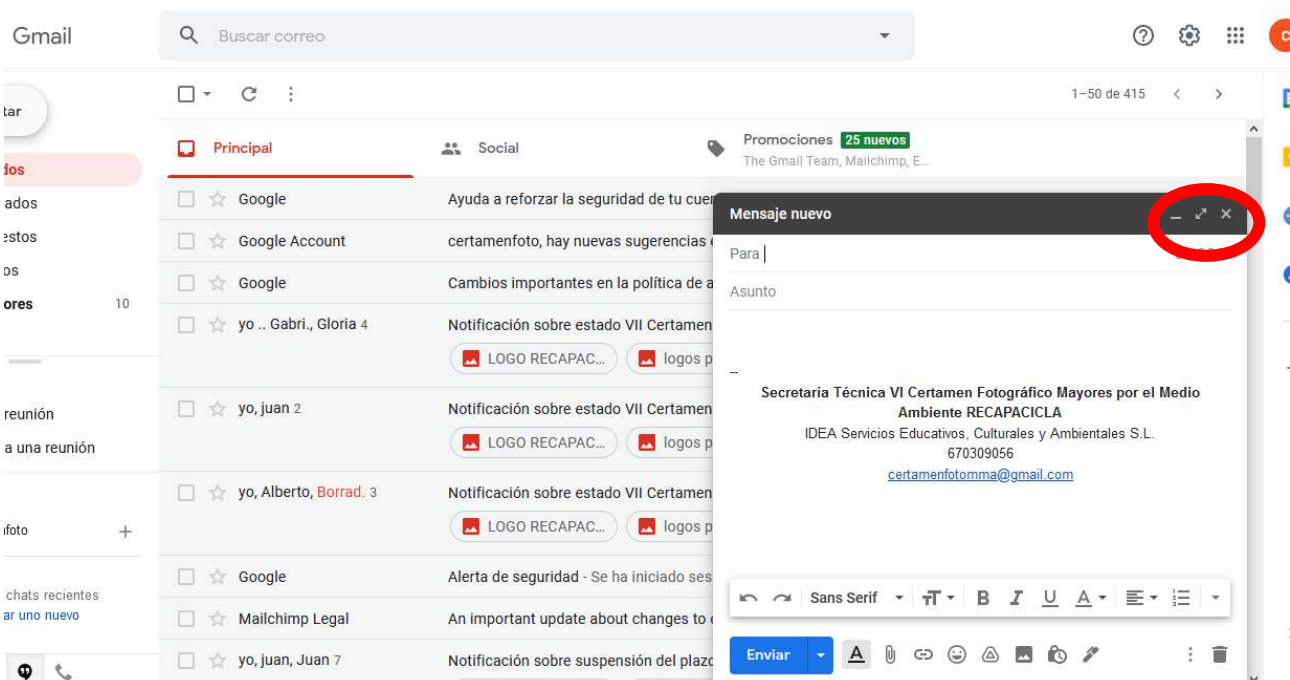 Gmail
Buscar correo
tar
1–50 de 415
Principal
Social
Promociones 25 nuevos
The Gmail Team, Mailchimp, E...
dos
ados
estos
os
ores 10
reunión
a una reunión
foto
chats recientes
ar uno nuevo
Google Ayuda a reforzar la seguridad de tu cuen
Google Account certamenfoto, hay nuevas sugerencias
Google Cambios importantes en la política de a
yo .. Gabri., Gloria 4 Notificación sobre estado VII Certamen
LOGO RECAPAC... logos p
yo, juan 2 Notificación sobre estado VII Certamen
LOGO RECAPAC... logos p
yo, Alberto, Borrad. 3 Notificación sobre estado VII Certamen
LOGO RECAPAC... logos p
Google Alerta de seguridad - Se ha iniciado ses
Mailchimp Legal An important update about changes to
yo, juan, Juan 7 Notificación sobre suspensión del plazo
Mensaje nuevo
Para
Asunto
--
Secretaría Técnica VI Certamen Fotográfico Mayores por el Medio
Ambiente RECAPACICLA
IDEA Servicios Educativos, Culturales y Ambientales S.L.
670309056
certamenfotomma@gmail.com
Sans Serif
Enviar